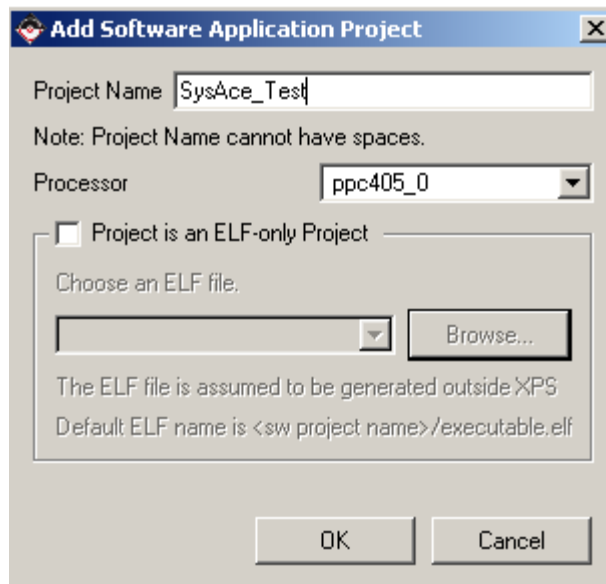 Add Software Application Project
Project Name SysAce_Test
Note: Project Name cannot have spaces.
Processor ppc405_0
Project is an ELF-only Project
Choose an ELF file.
Browse...
The ELF file is assumed to be generated outside XPS
Default ELF name is <sw project name>/executable.elf
OK Cancel